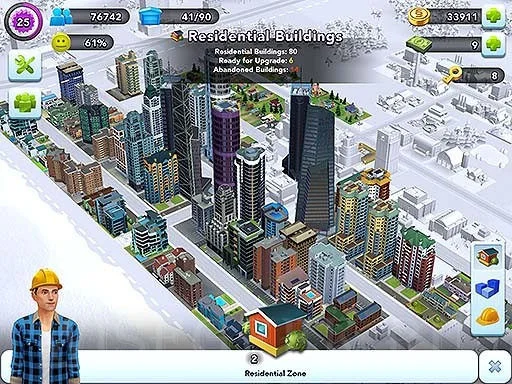 25
76742
41/90
33911
61%
9
8
Residential Buildings
Residential Buildings: 80
Ready for Upgrade: 6
Abandoned Buildings:
2
Residential Zone